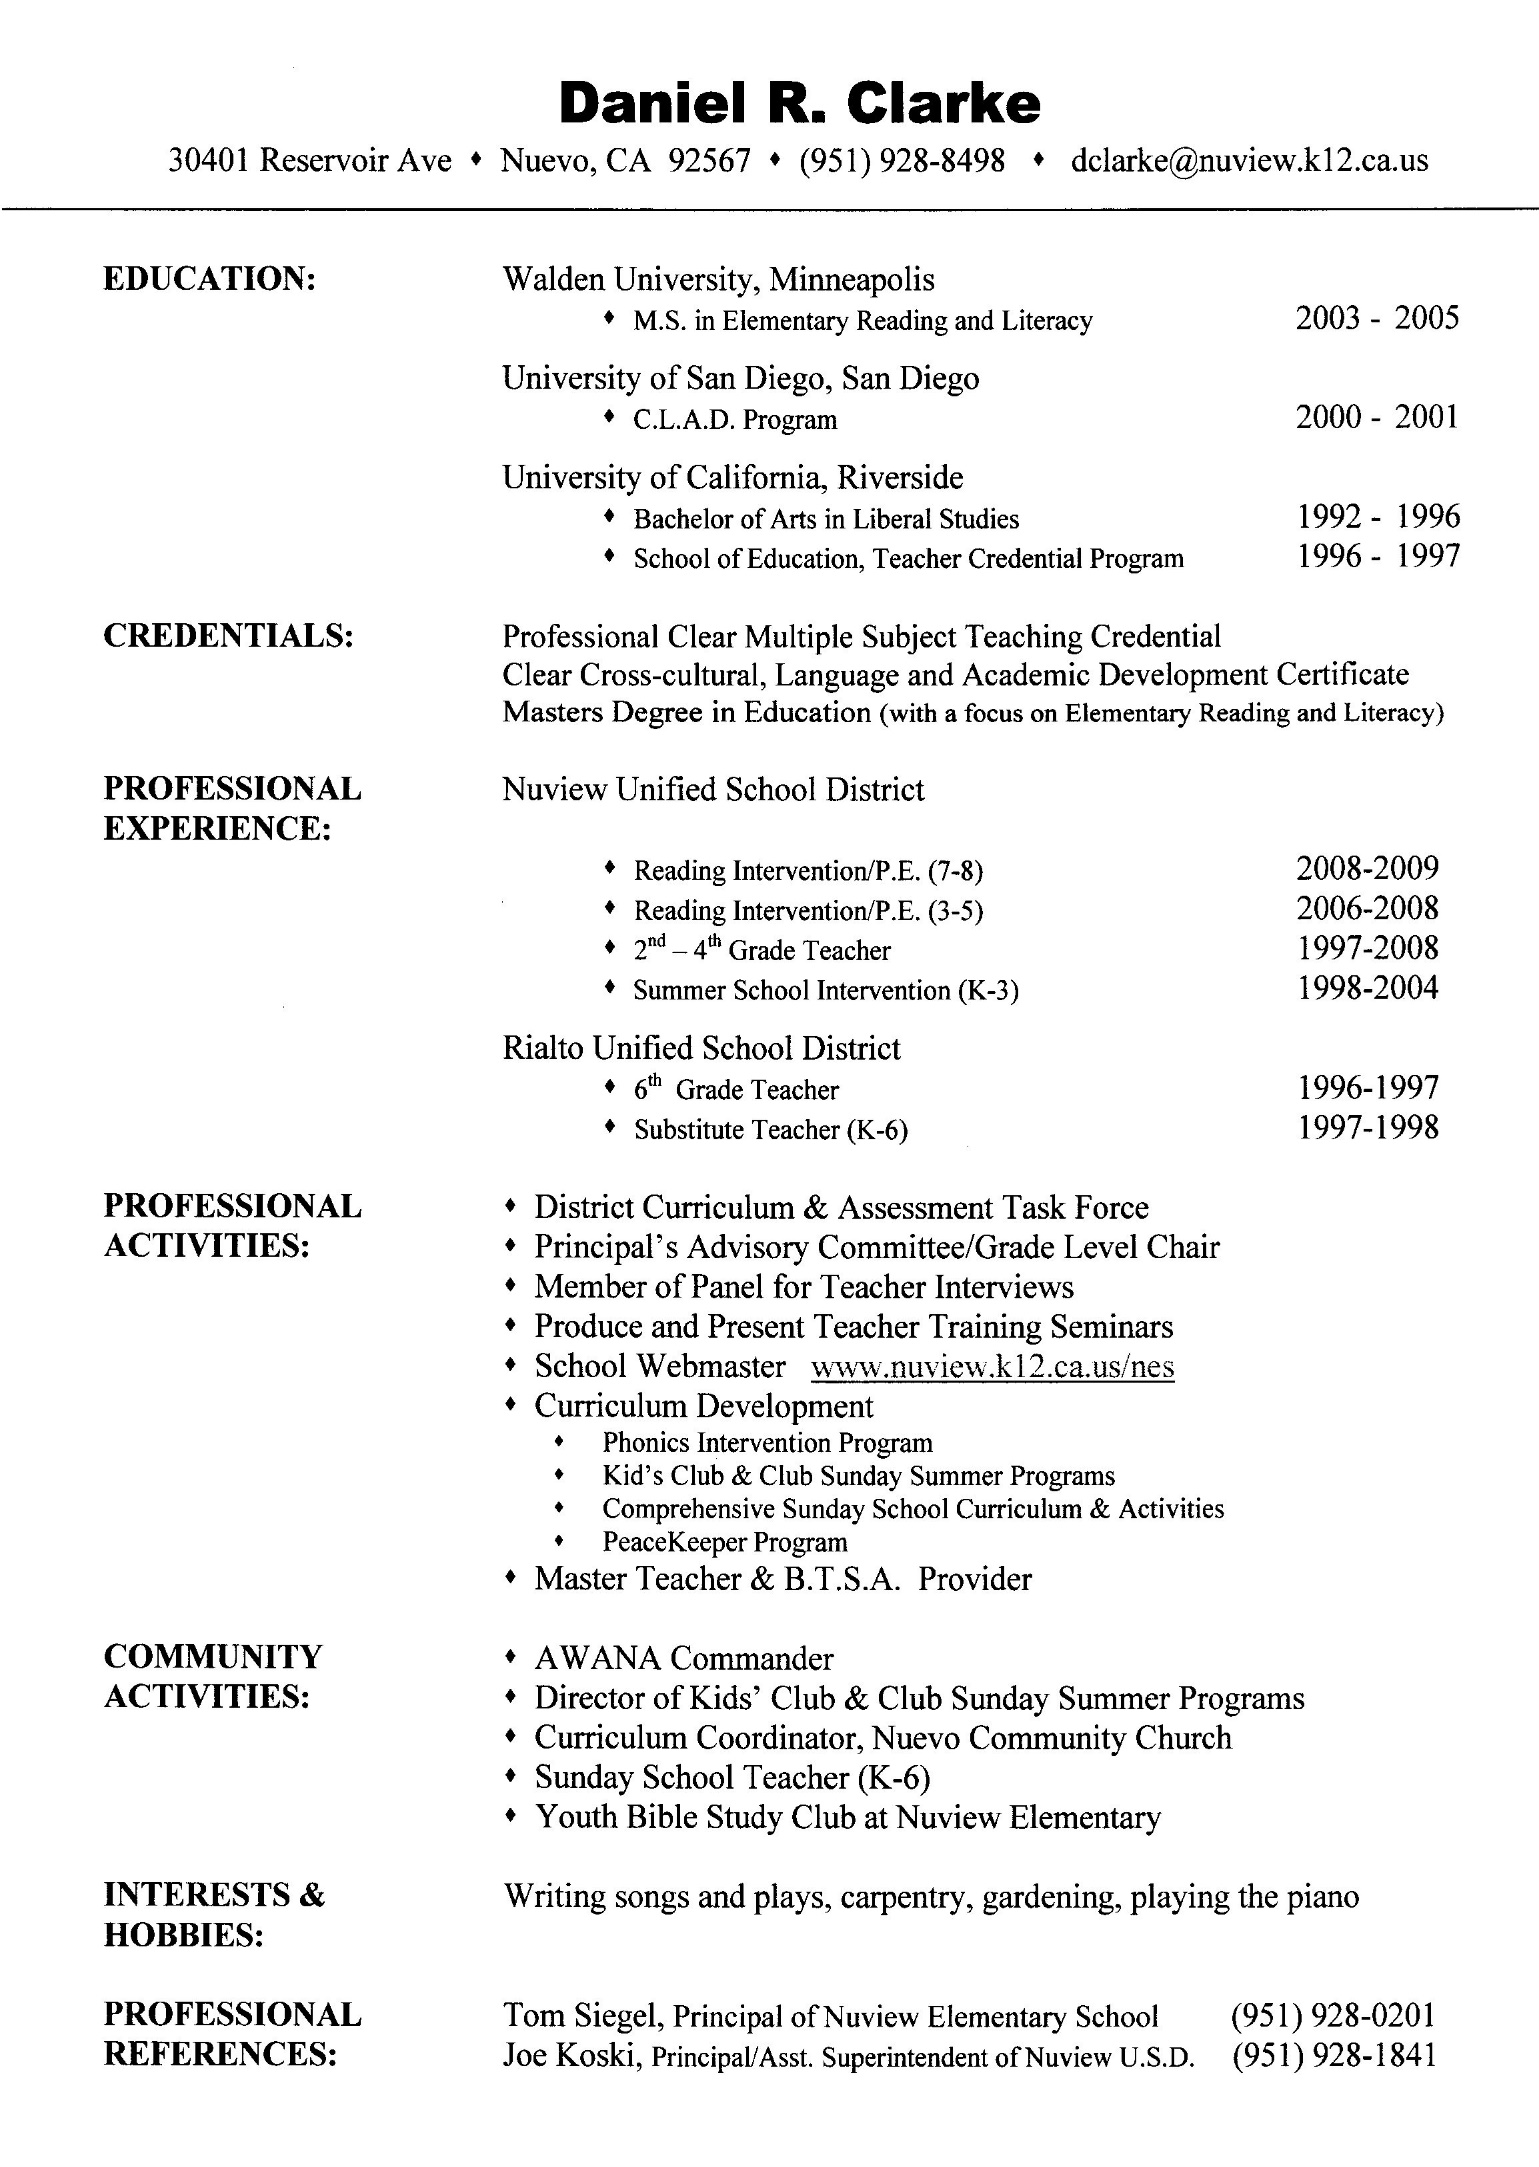 Daniel R. Clarke
30401 Reservoir Ave ♦ Nuevo, CA 92567 ♦ (951) 928-8498 ♦ dclarke@nuview.k12.ca.us
EDUCATION: Walden University, Minneapolis
♦ M.S. in Elementary Reading and Literacy 2003 - 2005
University of San Diego, San Diego
♦ C.L.A.D. Program 2000 - 2001
University of California, Riverside
♦ Bachelor of Arts in Liberal Studies 1992 - 1996
♦ School of Education, Teacher Credential Program 1996 - 1997
CREDENTIALS: Professional Clear Multiple Subject Teaching Credential
Clear Cross-cultural, Language and Academic Development Certificate
Masters Degree in Education (with a focus on Elementary Reading and Literacy)
PROFESSIONAL Nuview Unified School District
EXPERIENCE:
♦ Reading Intervention/P.E. (7-8) 2008-2009
♦ Reading Intervention/P.E. (3-5) 2006-2008
♦ 2nd – 4th Grade Teacher 1997-2008
♦ Summer School Intervention (K-3) 1998-2004
Rialto Unified School District
♦ 6th Grade Teacher 1996-1997
♦ Substitute Teacher (K-6) 1997-1998
PROFESSIONAL ♦ District Curriculum & Assessment Task Force
ACTIVITIES: ♦ Principal's Advisory Committee/Grade Level Chair
♦ Member of Panel for Teacher Interviews
♦ Produce and Present Teacher Training Seminars
♦ School Webmaster www.nuview.k12.ca.us/nes
♦ Curriculum Development
♦ Phonics Intervention Program
♦ Kid's Club & Club Sunday Summer Programs
♦ Comprehensive Sunday School Curriculum & Activities
♦ PeaceKeeper Program
♦ Master Teacher & B.T.S.A. Provider
COMMUNITY ♦ AWANA Commander
ACTIVITIES: ♦ Director of Kids' Club & Club Sunday Summer Programs
♦ Curriculum Coordinator, Nuevo Community Church
♦ Sunday School Teacher (K-6)
♦ Youth Bible Study Club at Nuview Elementary
INTERESTS & Writing songs and plays, carpentry, gardening, playing the piano
HOBBIES:
PROFESSIONAL Tom Siegel, Principal of Nuview Elementary School (951) 928-0201
REFERENCES: Joe Koski, Principal/Asst. Superintendent of Nuview U.S.D. (951) 928-1841